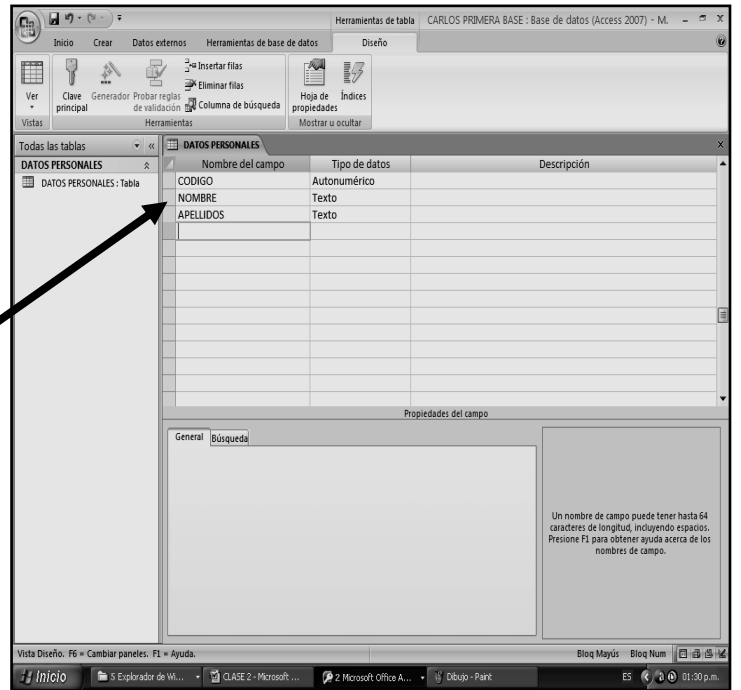 Herramientas de tabla CARLOS PRIMERA BASE : Base de datos (Access 2007) - M.
Inicio Crear Datos externos Herramientas de base de datos Diseño
Ver
Clave principal
Generador
Probar reglas de validación
Insertar filas
Eliminar filas
Columna de búsqueda
Hoja de propiedades
Índices
Vistas Herramientas Mostrar u ocultar
Todas las tablas
DATOS PERSONALES
DATOS PERSONALES : Tabla
DATOS PERSONALES
Nombre del campo Tipo de datos Descripción
CODIGO Autonumérico
NOMBRE Texto
APELLIDOS Texto
Propiedades del campo
General Búsqueda
Un nombre de campo puede tener hasta 64
caracteres de longitud, incluyendo espacios.
Presione F1 para obtener ayuda acerca de los
nombres de campo.
Vista Diseño. F6 = Cambiar paneles. F1 = Ayuda. Bloq Mayús Bloq Num
Inicio 5 Explorador de Wi... CLASE 2 - Microsoft ... 2 Microsoft Office A... Dibujo - Paint ES 01:30 p.m.